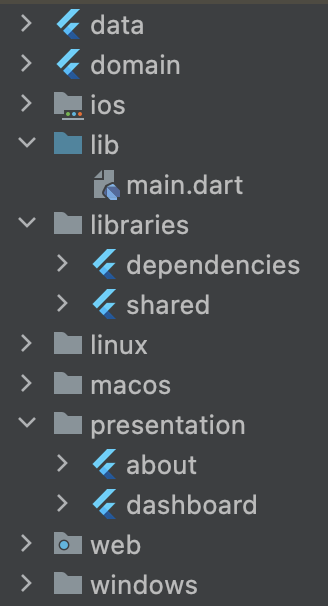 data
domain
ios
lib
main.dart
libraries
dependencies
shared
linux
macos
presentation
about
dashboard
web
windows